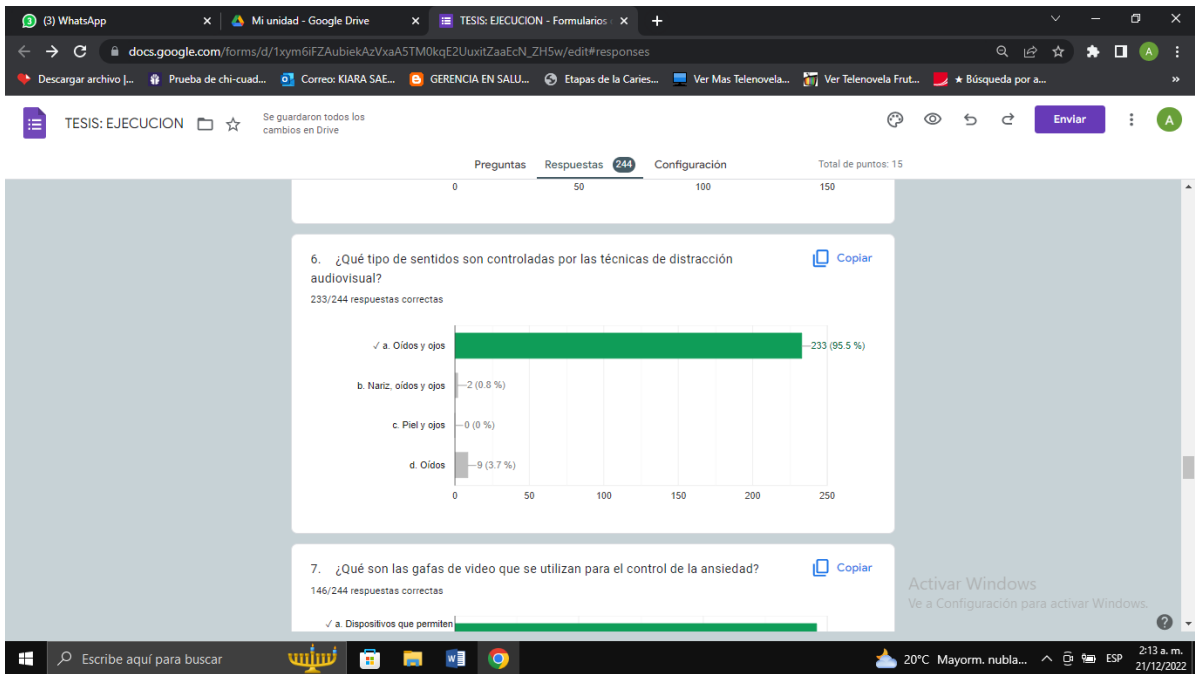 (3) WhatsApp
Mi unidad - Google Drive
TESIS: EJECUCION - Formularios
docs.google.com/forms/d/1xym6iFZAubiekAzVxaA5TM0kqE2UuxitZaaEcN_ZH5w/edit#responses
A
Descargar archivo |...
Prueba de chi-cuad...
Correo: KIARA SAE...
GERENCIA EN SALU...
Etapas de la Caries...
Ver Mas Telenovela...
Ver Telenovela Frut...
★ Búsqueda por a...
»
TESIS: EJECUCION
Se guardaron todos los
cambios en Drive
Enviar
A
Preguntas
Respuestas 244
Configuración
Total de puntos: 15
0 50 100 150
6. ¿Qué tipo de sentidos son controladas por las técnicas de distracción
audiovisual?
Copiar
233/244 respuestas correctas
✓ a. Oídos y ojos
233 (95.5 %)
b. Nariz, oídos y ojos
2 (0.8 %)
c. Piel y ojos
0 (0 %)
d. Oídos
9 (3.7 %)
0 50 100 150 200 250
7. ¿Qué son las gafas de video que se utilizan para el control de la ansiedad?
Copiar
146/244 respuestas correctas
✓ a. Dispositivos que permiten
Activar Windows
Ve a Configuración para activar Windows.
Escribe aquí para buscar
20°C Mayorm. nubla...
ESP
2:13 a. m.
21/12/2022